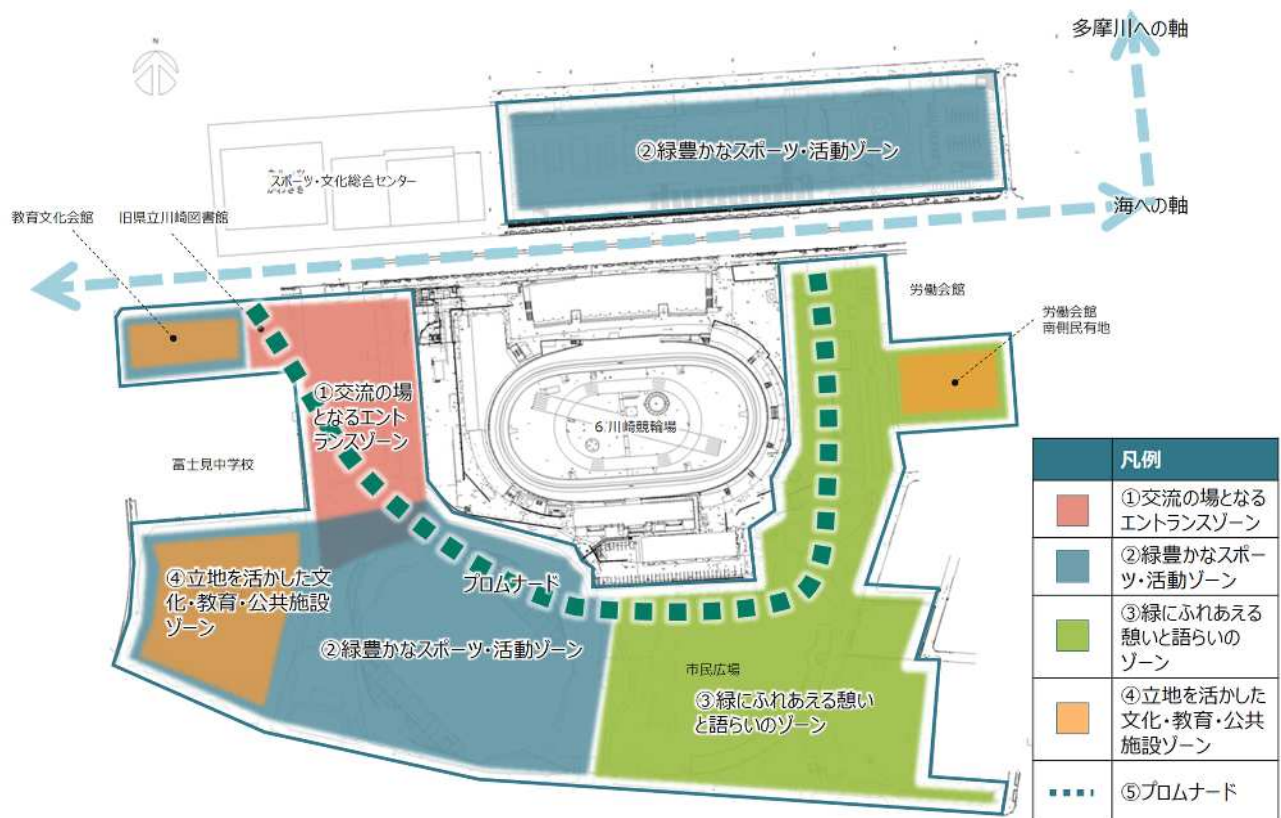 多摩川への軸
N
②緑豊かなスポーツ・活動ゾーン
スポーツ・文化総合センター
教育文化会館
旧県立川崎図書館
海への軸
労働会館
労働会館
南側民有地
①交流の場
となるエント
ランスゾーン
6.川崎競輪場
富士見中学校
④立地を活かした文
化・教育・公共施設
ゾーン
プロムナード
②緑豊かなスポーツ・活動ゾーン
市民広場
③緑にふれあえる憩い
と語らいのゾーン
凡例
①交流の場となる
エントランスゾーン
②緑豊かなスポー
ツ・活動ゾーン
③緑にふれあえる
憩いと語らいの
ゾーン
④立地を活かした
文化・教育・公共
施設ゾーン
⑤プロムナード